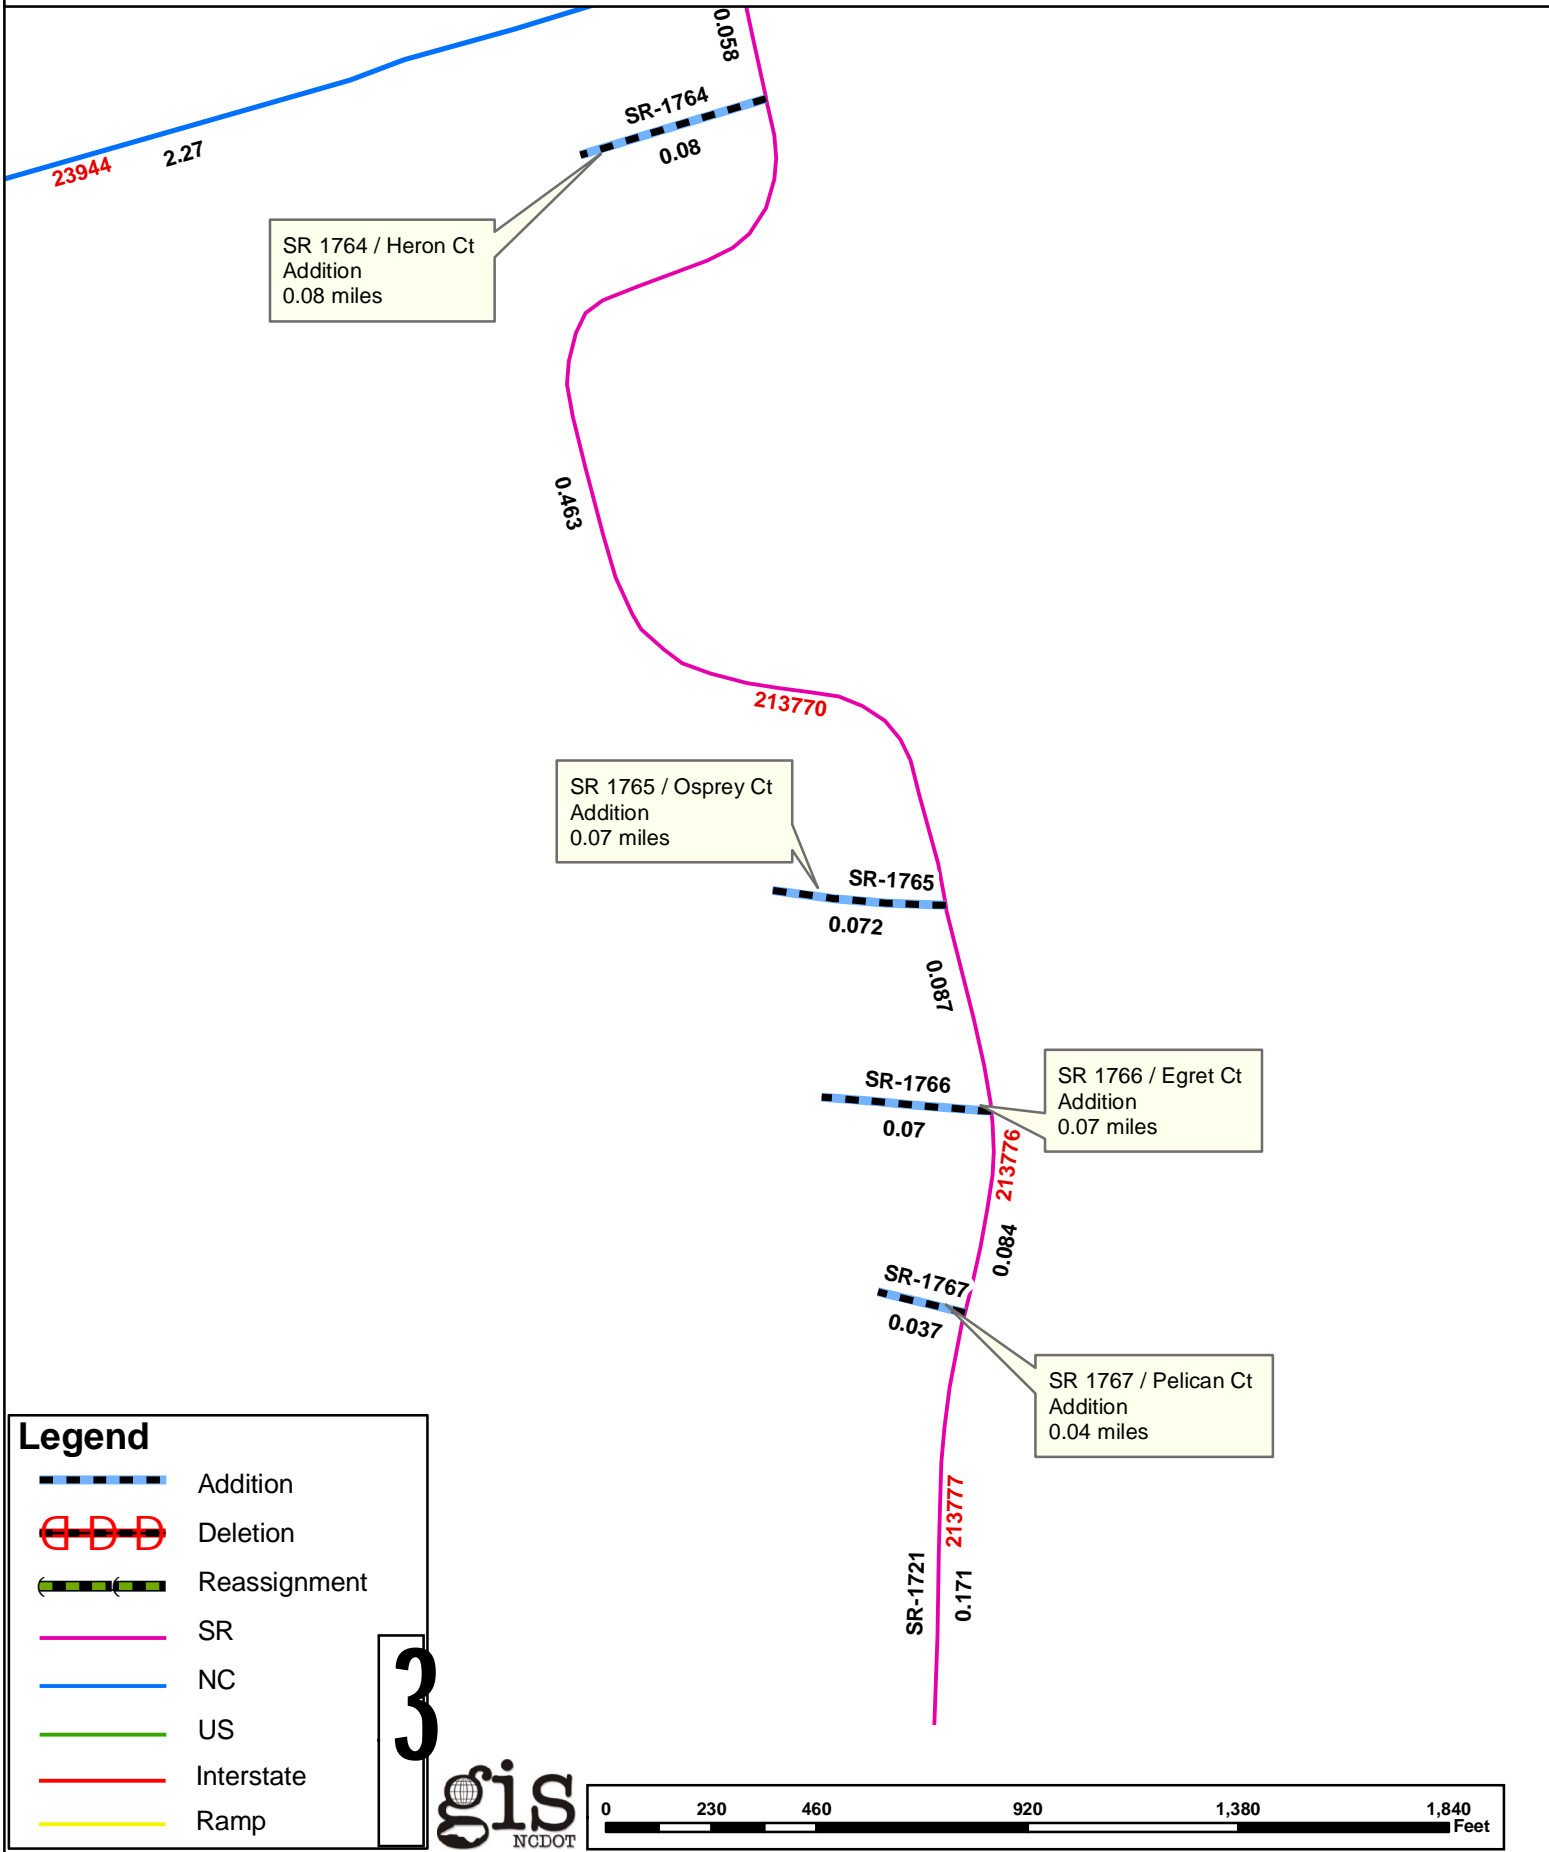 0.058
SR-1764
0.08
23944
2.27
SR 1764 / Heron Ct
Addition
0.08 miles
0.463
213770
SR 1765 / Osprey Ct
Addition
0.07 miles
SR-1765
0.072
0.087
SR-1766
0.07
SR 1766 / Egret Ct
Addition
0.07 miles
213776
0.084
SR-1767
0.037
SR 1767 / Pelican Ct
Addition
0.04 miles
213777
SR-1721
0.171
Legend
Addition
D D D
Deletion
Reassignment
SR
NC
US
Interstate
Ramp
3
gis
NCDOT
0 230 460 920 1,380 1,840
Feet